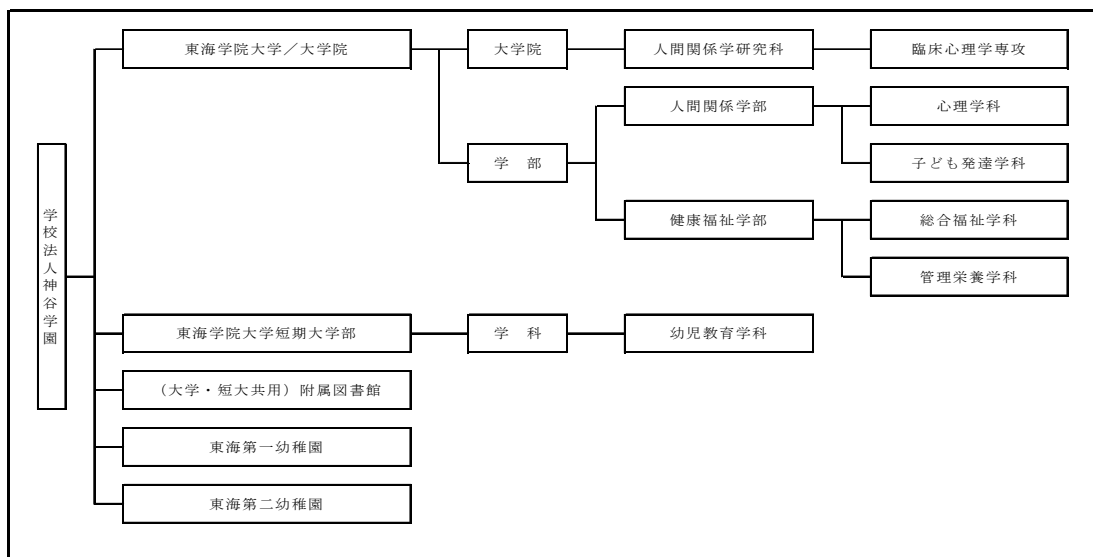 学校法人神谷学園
東海学院大学／大学院
大学院
人間関係学研究科
臨床心理学専攻
学　部
人間関係学部
心理学科
子ども発達学科
健康福祉学部
総合福祉学科
管理栄養学科
東海学院大学短期大学部
学　科
幼児教育学科
（大学・短大共用）附属図書館
東海第一幼稚園
東海第二幼稚園